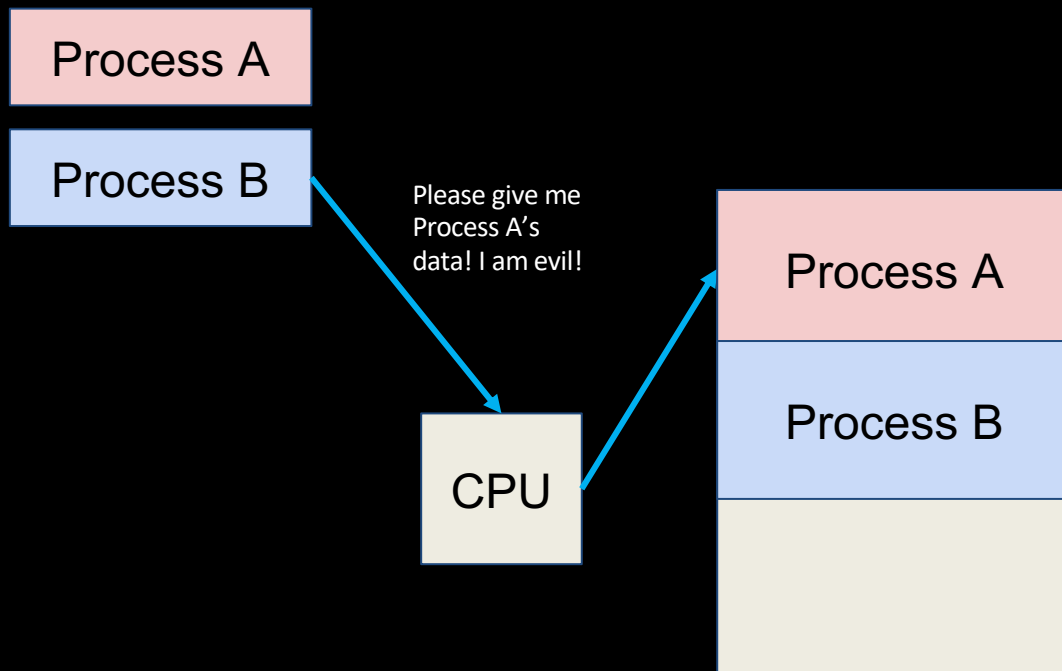 Process A
Process B
Please give me
Process A’s
data! I am evil!
Process A
Process B
CPU